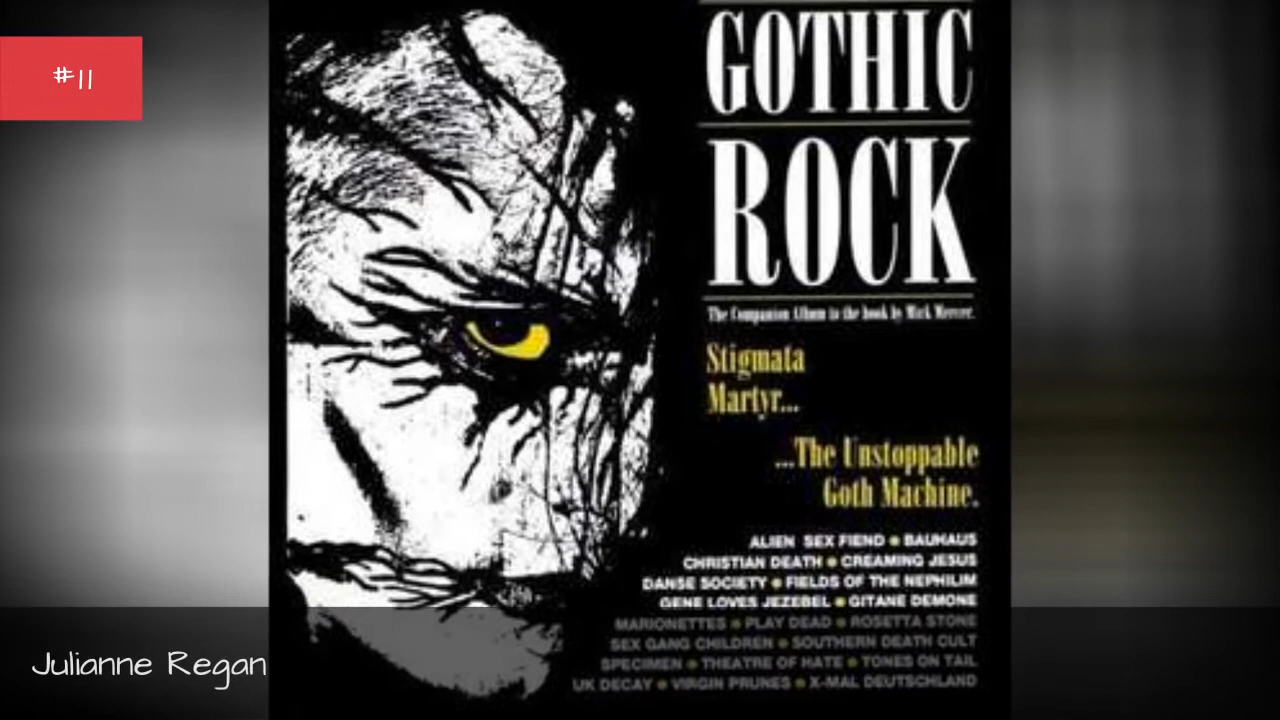 #11
GOTHIC
ROCK
The Companion Album to the book by Mick Mercer.
Stigmata
Martyr...
...The Unstoppable
Goth Machine.
ALIEN SEX FIEND • BAUHAUS
CHRISTIAN DEATH • CREAMING JESUS
DANSE SOCIETY • FIELDS OF THE NEPHILIM
GENE LOVES JEZEBEL • GITANE DEMONE
MARIONETTES • PLAY DEAD • ROSETTA STONE
SEX GANG CHILDREN • SOUTHERN DEATH CULT
SPECIMEN • THEATRE OF HATE • TONES ON TAIL
UK DECAY • VIRGIN PRUNES • X-MAL DEUTSCHLAND
Julianne Regan